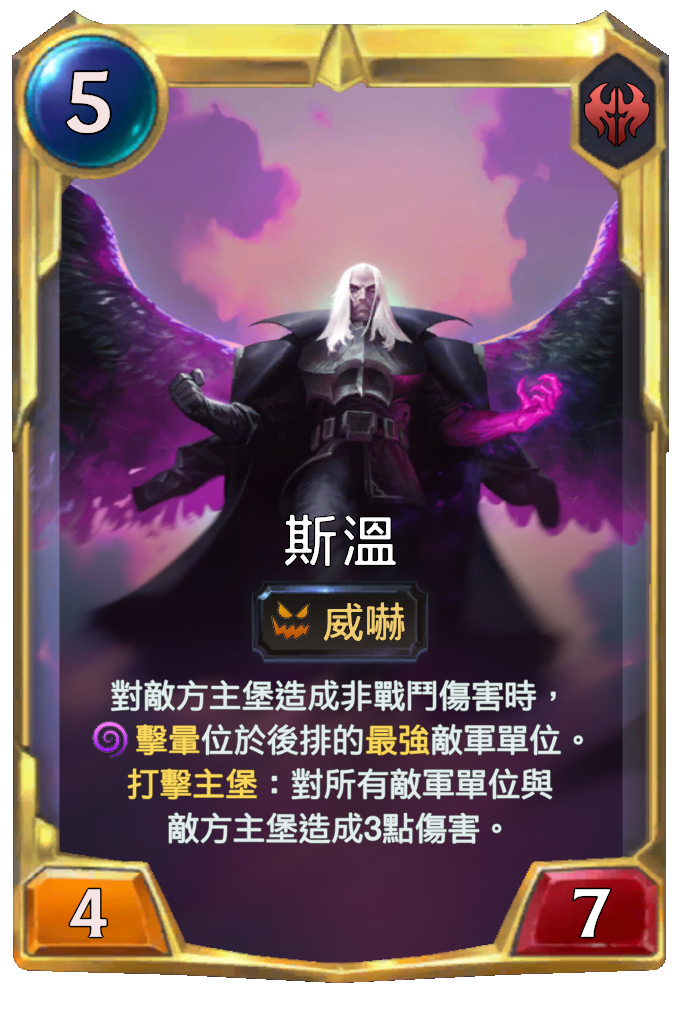 5
斯溫
威嚇
對敵方主堡造成非戰鬥傷害時，
擊暈位於後排的最強敵軍單位。
打擊主堡：對所有敵軍單位與
敵方主堡造成3點傷害。
4
7